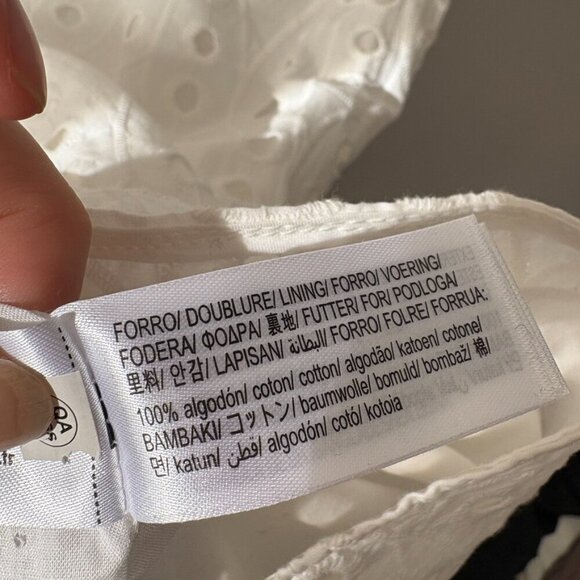 FORRO/ DOUBLURE/ LINING/ FORRO/ VOERING/
FODERA/ ΦΟΔΡΑ/ 裏地/ FUTTER/ FOR/ PODLOGA/
里料/ 안감/ LAPISAN/ البطانة/ FORRO/ FOLRE/ FORRUA:
100% algodón/ coton/ cotton/ algodão/ katoen/ cotone/
BAMBAKI/ コットン/ baumwolle/ bomuld/ bombaž/ 棉/
면/ katun/ قطن/ algodón/ cotó/ kotoia
QA